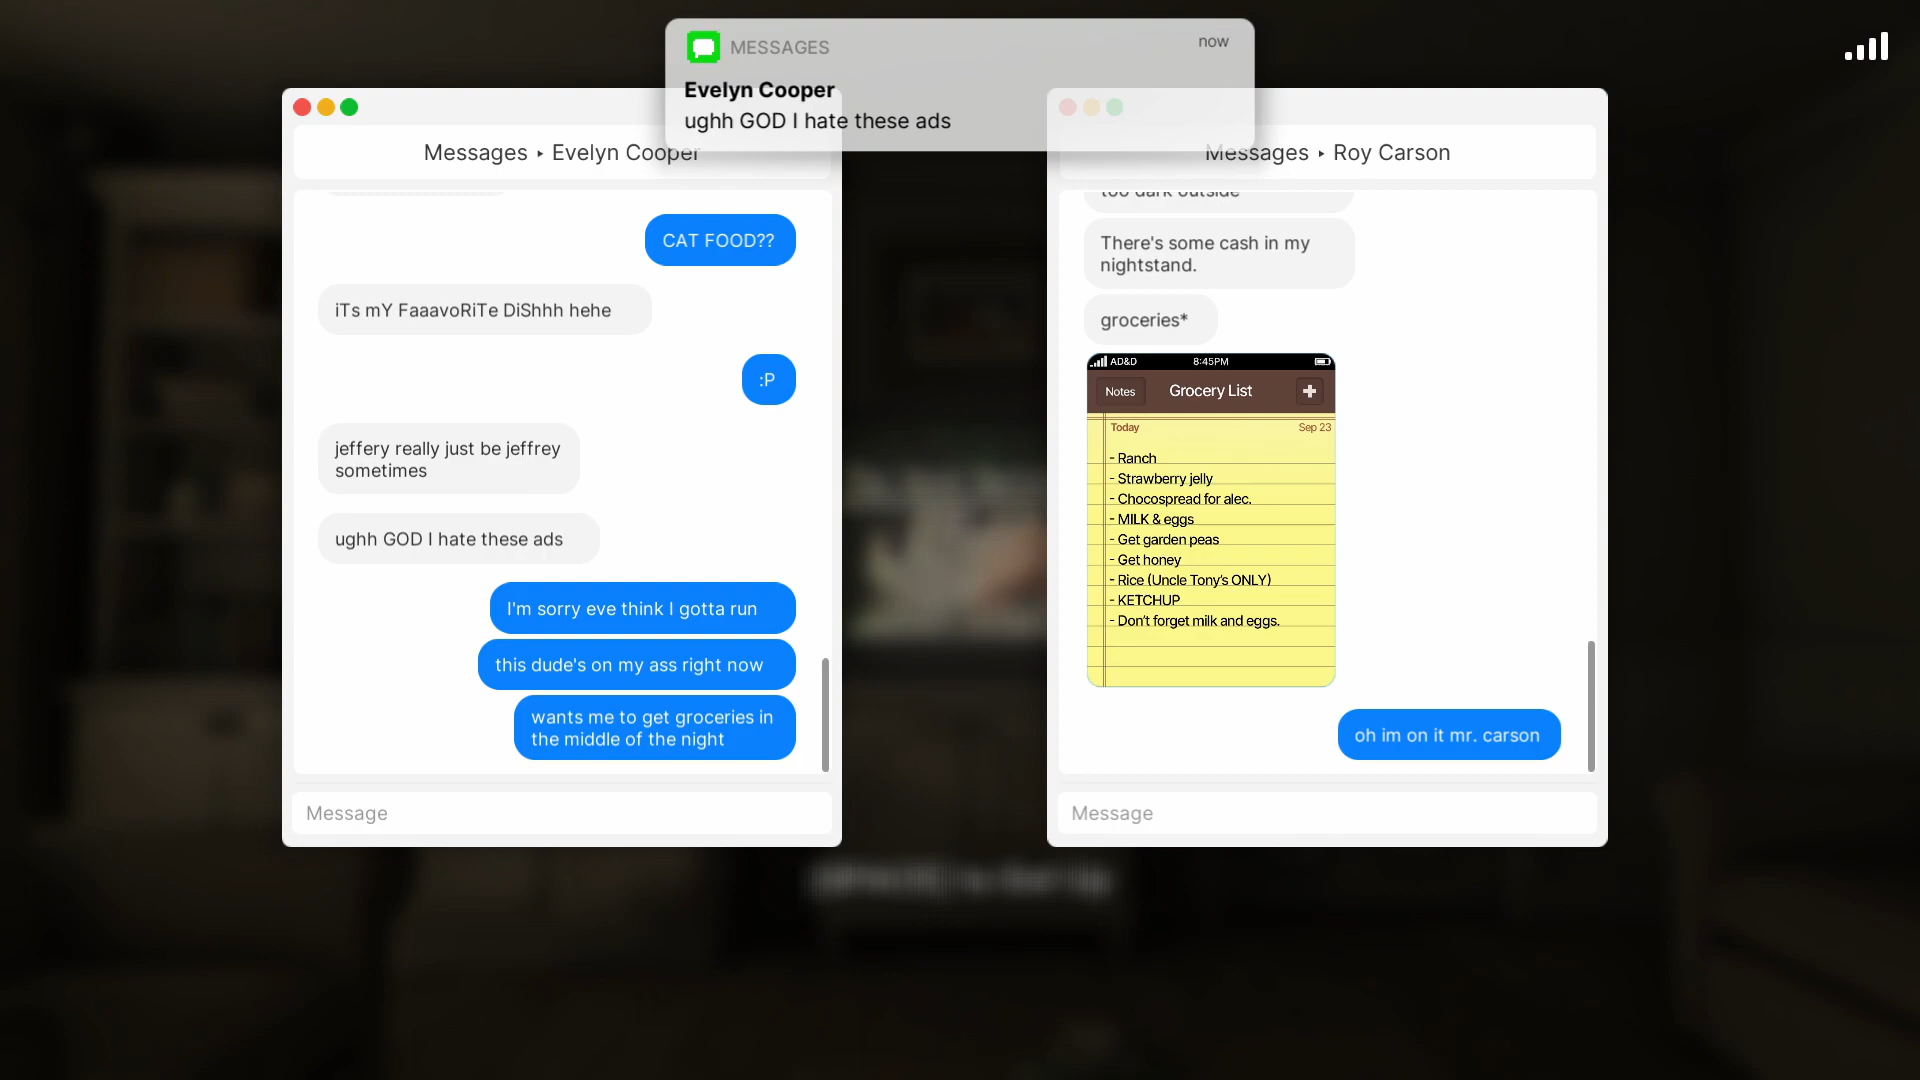 MESSAGES
now
Evelyn Cooper
ughh GOD I hate these ads
Messages ‣ Evelyn Cooper
CAT FOOD??
iTs mY FaaavoRiTe DiShhh hehe
:P
jeffery really just be jeffrey
sometimes
ughh GOD I hate these ads
I'm sorry eve think I gotta run
this dude's on my ass right now
wants me to get groceries in
the middle of the night
Message
Messages ‣ Roy Carson
too dark outside
There's some cash in my
nightstand.
groceries*
AD&D 8:45PM
Notes Grocery List
Today Sep 23
- Ranch
- Strawberry jelly
- Chocospread for alec.
- MILK & eggs
- Get garden peas
- Get honey
- Rice (Uncle Tony's ONLY)
- KETCHUP
- Don't forget milk and eggs.
oh im on it mr. carson
Message